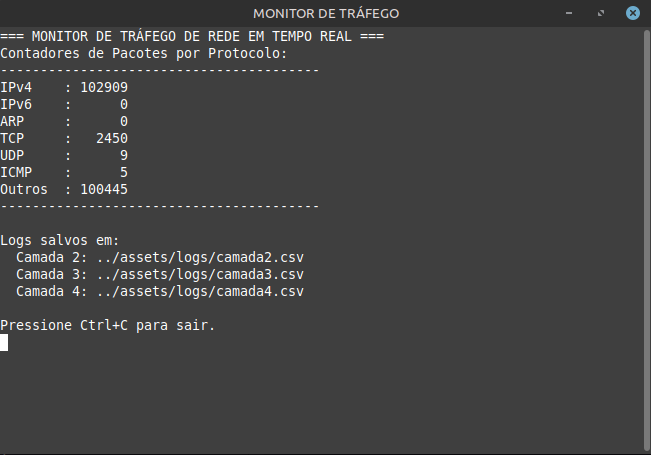 MONITOR DE TRÁFEGO
=== MONITOR DE TRÁFEGO DE REDE EM TEMPO REAL ===
Contadores de Pacotes por Protocolo:
----------------------------------------
IPv4    : 102909
IPv6    :      0
ARP     :      0
TCP     :   2450
UDP     :      9
ICMP    :      5
Outros  : 100445
----------------------------------------
Logs salvos em:
  Camada 2: ../assets/logs/camada2.csv
  Camada 3: ../assets/logs/camada3.csv
  Camada 4: ../assets/logs/camada4.csv
Pressione Ctrl+C para sair.